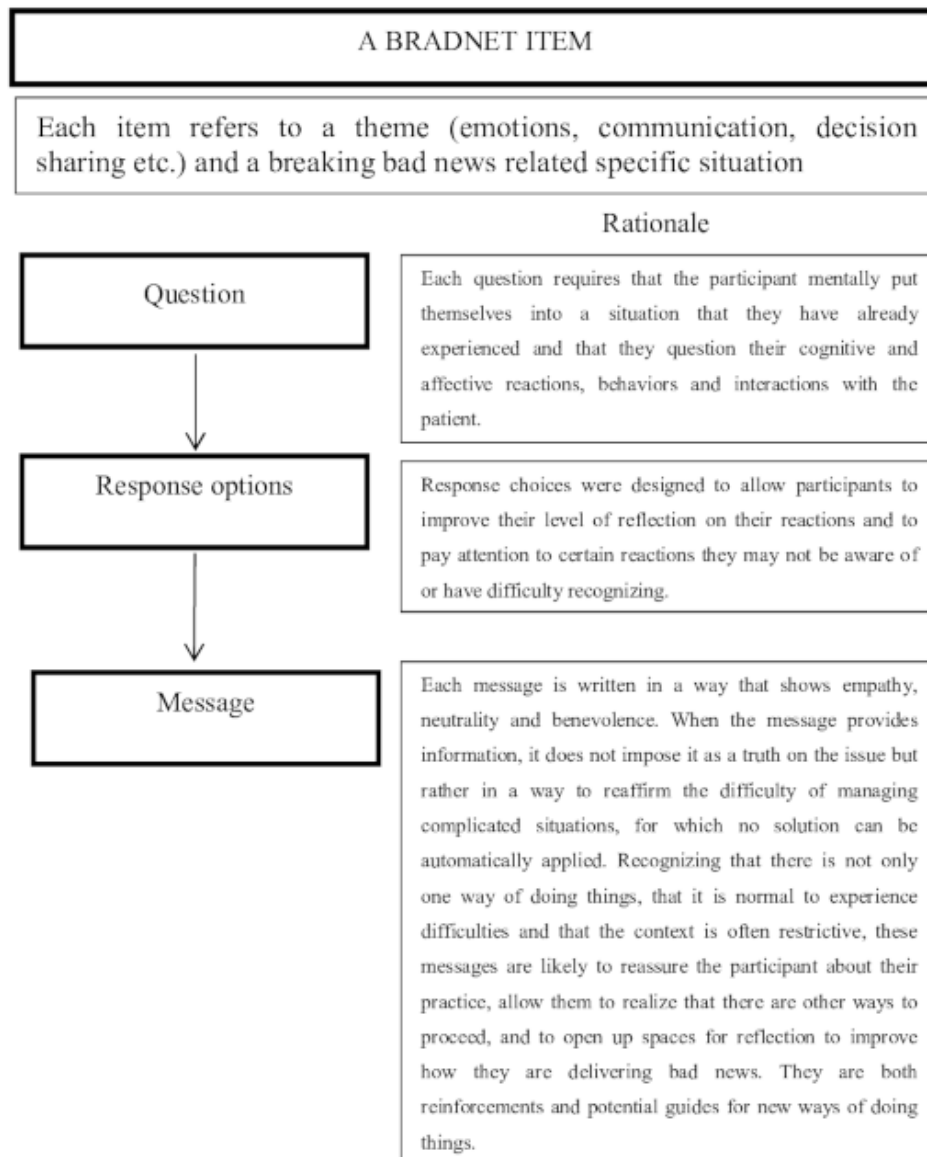 A BRADNET ITEM
Each item refers to a theme (emotions, communication, decision
sharing etc.) and a breaking bad news related specific situation
Rationale
Question
Each question requires that the participant mentally put
themselves into a situation that they have already
experienced and that they question their cognitive and
affective reactions, behaviors and interactions with the
patient.
Response options
Response choices were designed to allow participants to
improve their level of reflection on their reactions and to
pay attention to certain reactions they may not be aware of
or have difficulty recognizing.
Message
Each message is written in a way that shows empathy,
neutrality and benevolence. When the message provides
information, it does not impose it as a truth on the issue but
rather in a way to reaffirm the difficulty of managing
complicated situations, for which no solution can be
automatically applied. Recognizing that there is not only
one way of doing things, that it is normal to experience
difficulties and that the context is often restrictive, these
messages are likely to reassure the participant about their
practice, allow them to realize that there are other ways to
proceed, and to open up spaces for reflection to improve
how they are delivering bad news. They are both
reinforcements and potential guides for new ways of doing
things.